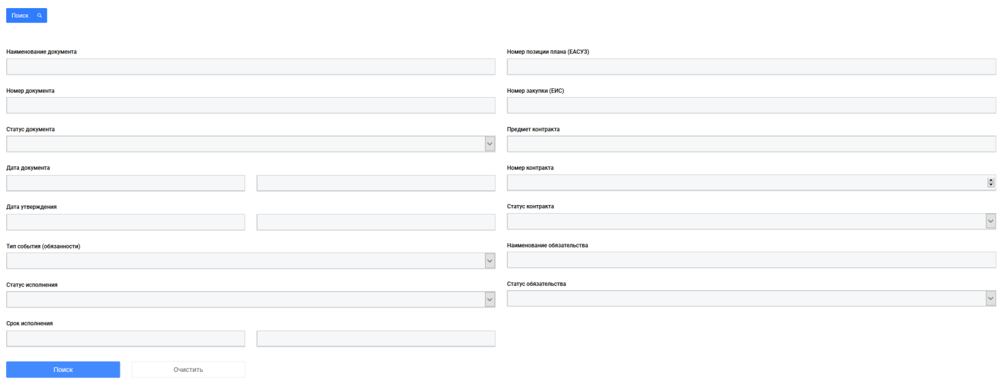 Поиск
Наименование документа
Номер документа
Статус документа
Дата документа
Дата утверждения
Тип события (обязанности)
Статус исполнения
Срок исполнения
Номер позиции плана (ЕАСУЗ)
Номер закупки (ЕИС)
Предмет контракта
Номер контракта
Статус контракта
Наименование обязательства
Статус обязательства
Поиск
Очистить